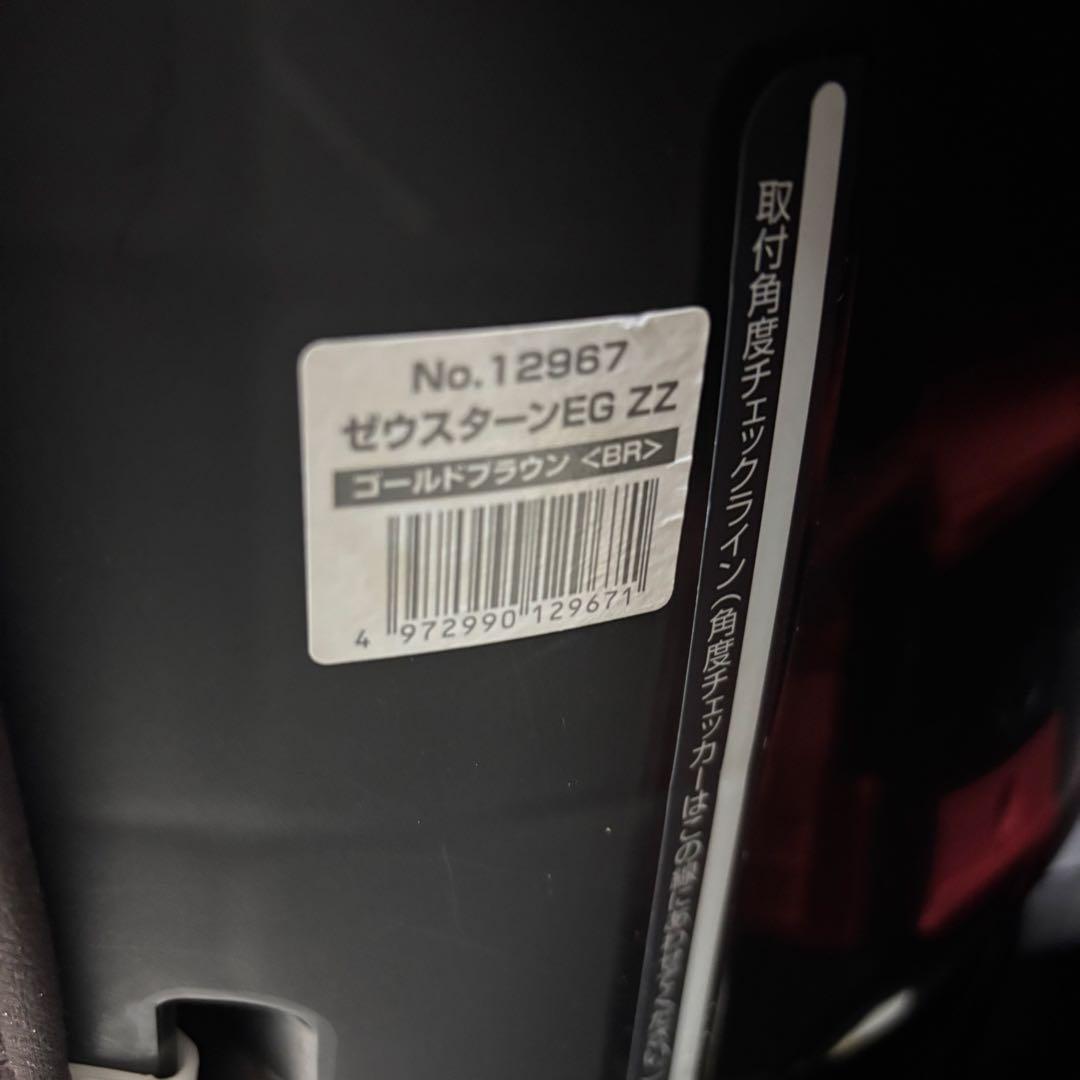 No.12967
ゼウスターンEG ZZ
ゴールドブラウン <BR>
4 972990 129671
取付角度チェックライン(角度チェッカーはこの線に